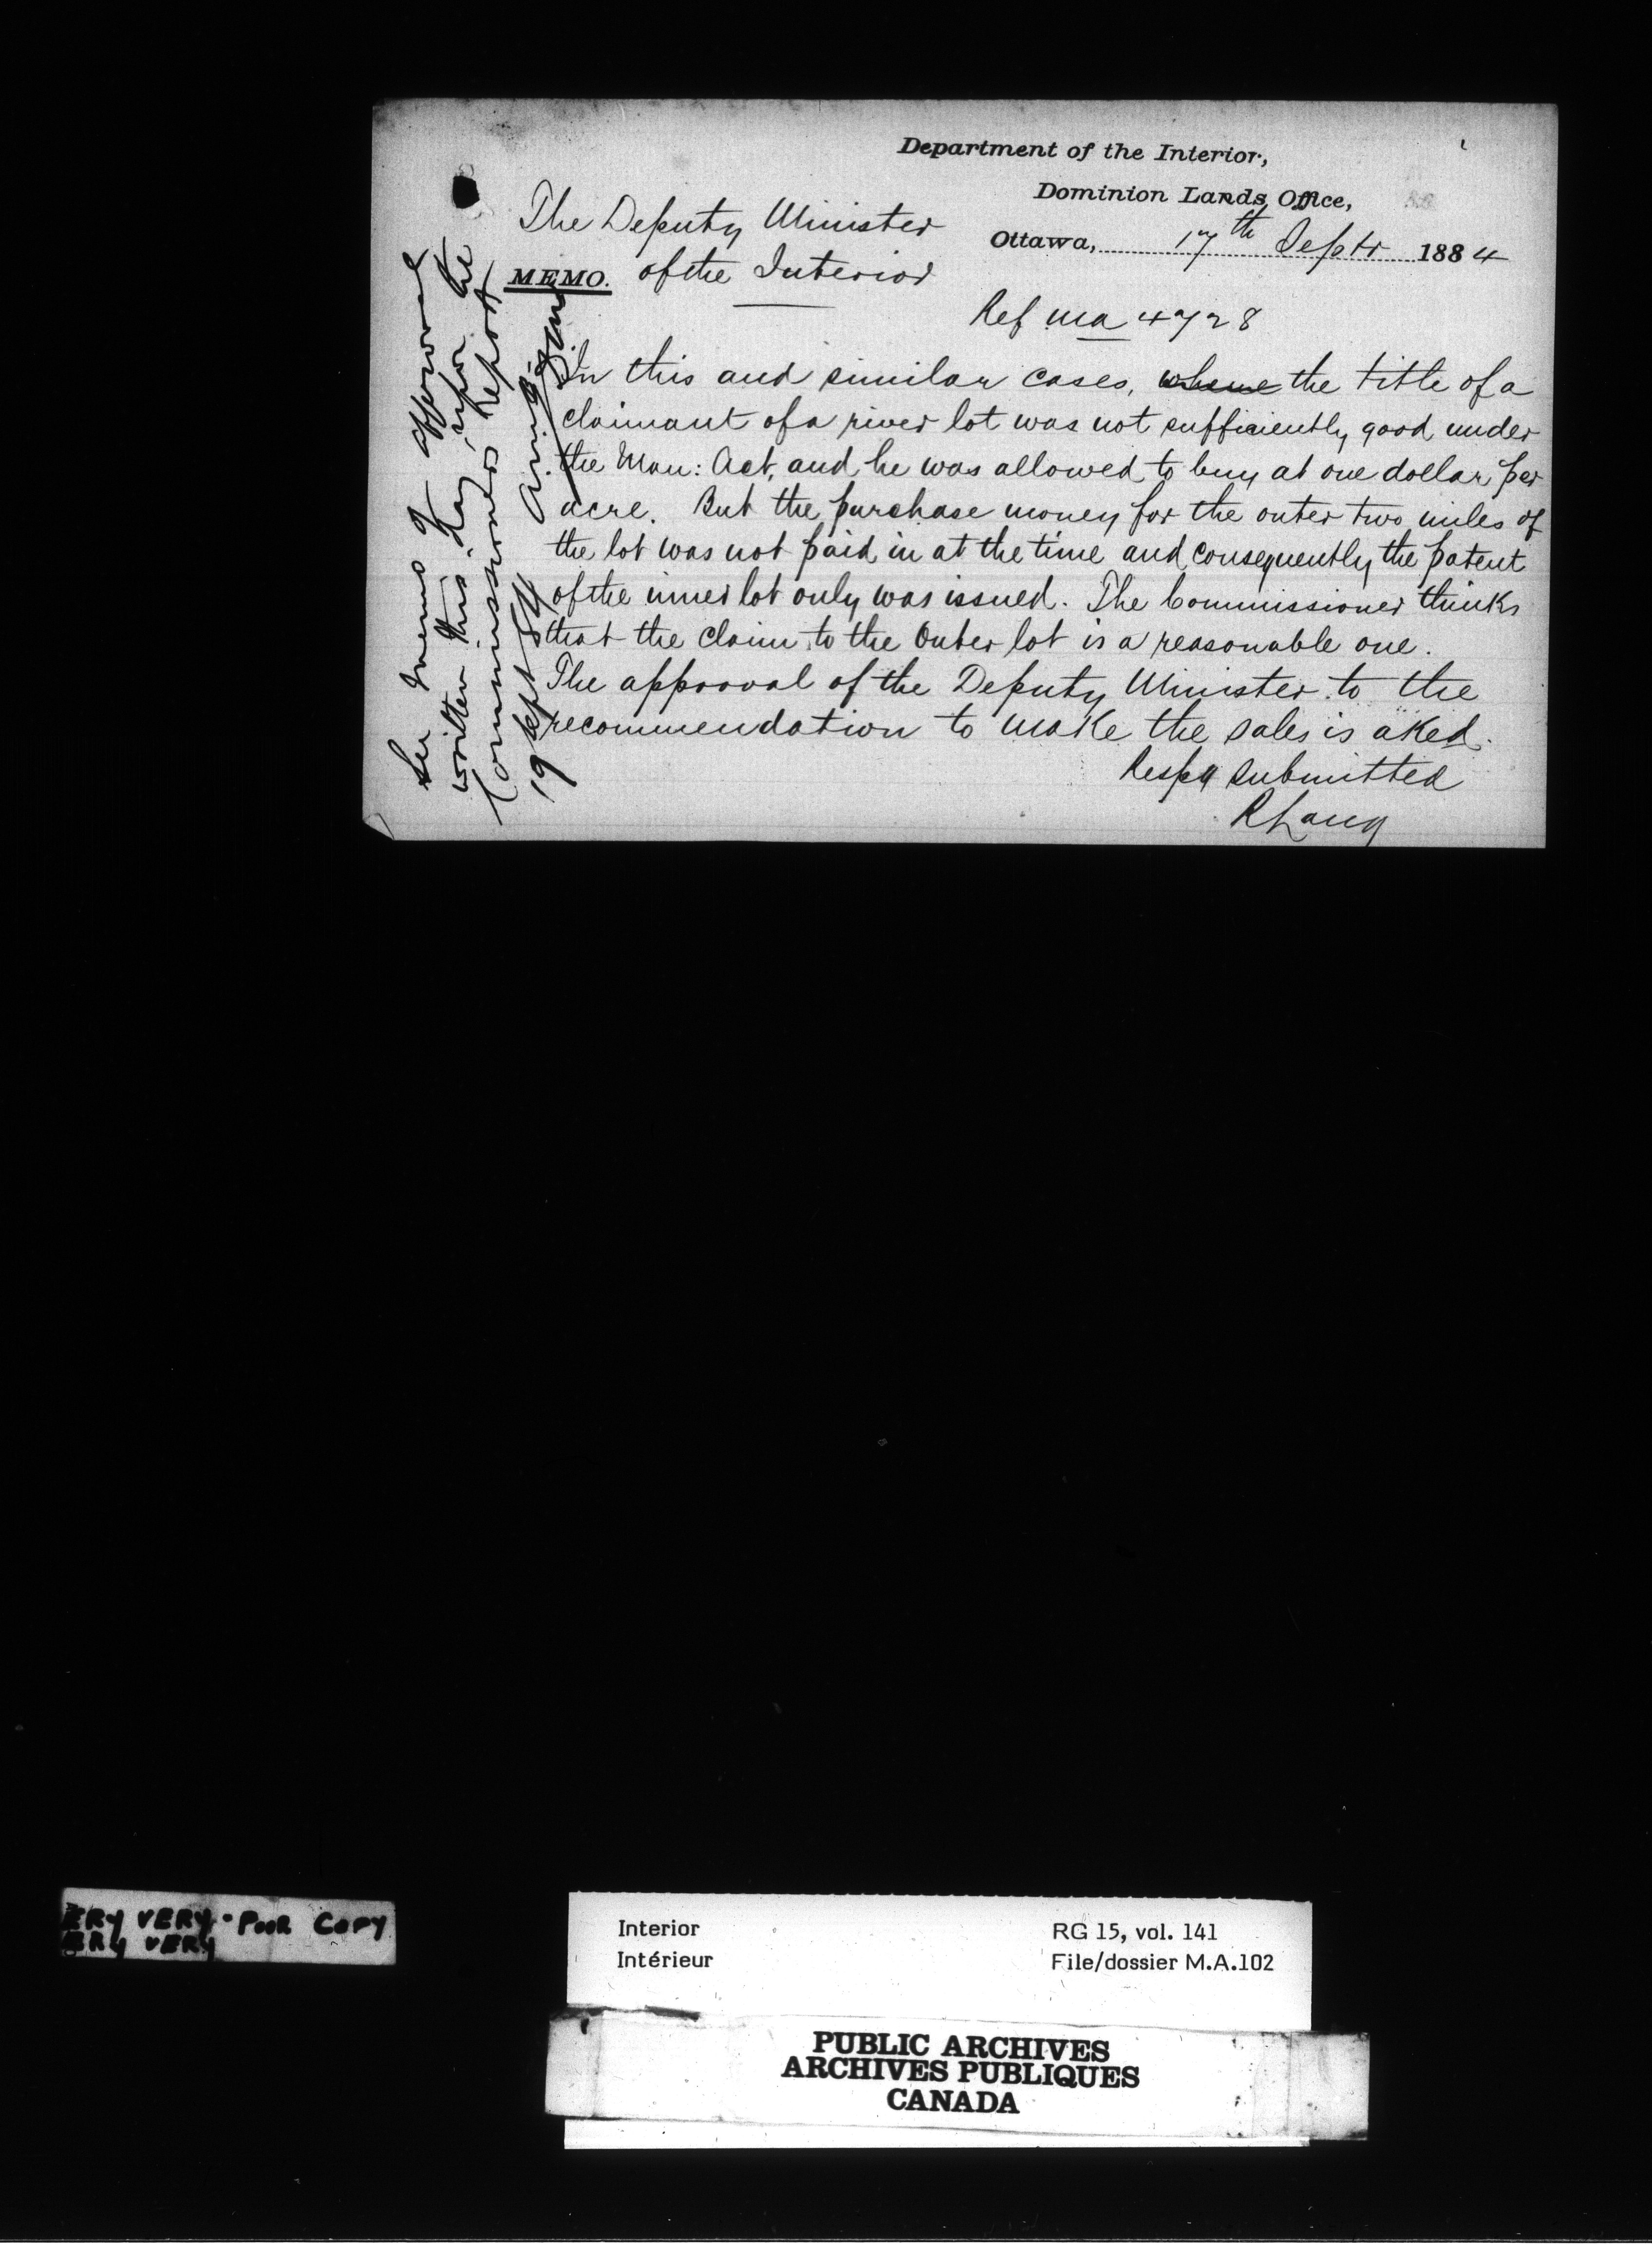 Department of the Interior,
Dominion Lands Office,
Ottawa, 17th Septr 1884
The Deputy Minister
MEMO. of the Interior
Ref MA 4728
In this and similar cases, where the title of a
claimant of a river lot was not sufficiently good under
the Man: Act, and he was allowed to buy at one dollar per
acre. But the purchase money for the outer two miles of
the lot was not paid in at the time and consequently the patent
of the inner lot only was issued. The Commissioner thinks
that the claim to the Outer lot is a reasonable one.
The approval of the Deputy Minister to the
recommendation to make the sales is aked.
Respy submitted
R Lang
See memo of approval
written this day upon the
Commissioner's Report
19 Sept 84
ERY VERY-POOR COPY
ERY VERY
Interior
Intérieur
RG 15, vol. 141
File/dossier M.A.102
PUBLIC ARCHIVES
ARCHIVES PUBLIQUES
CANADA